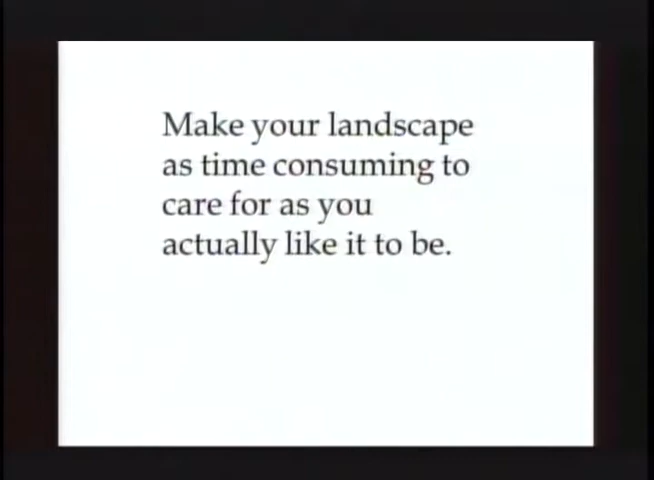 Make your landscape
as time consuming to
care for as you
actually like it to be.